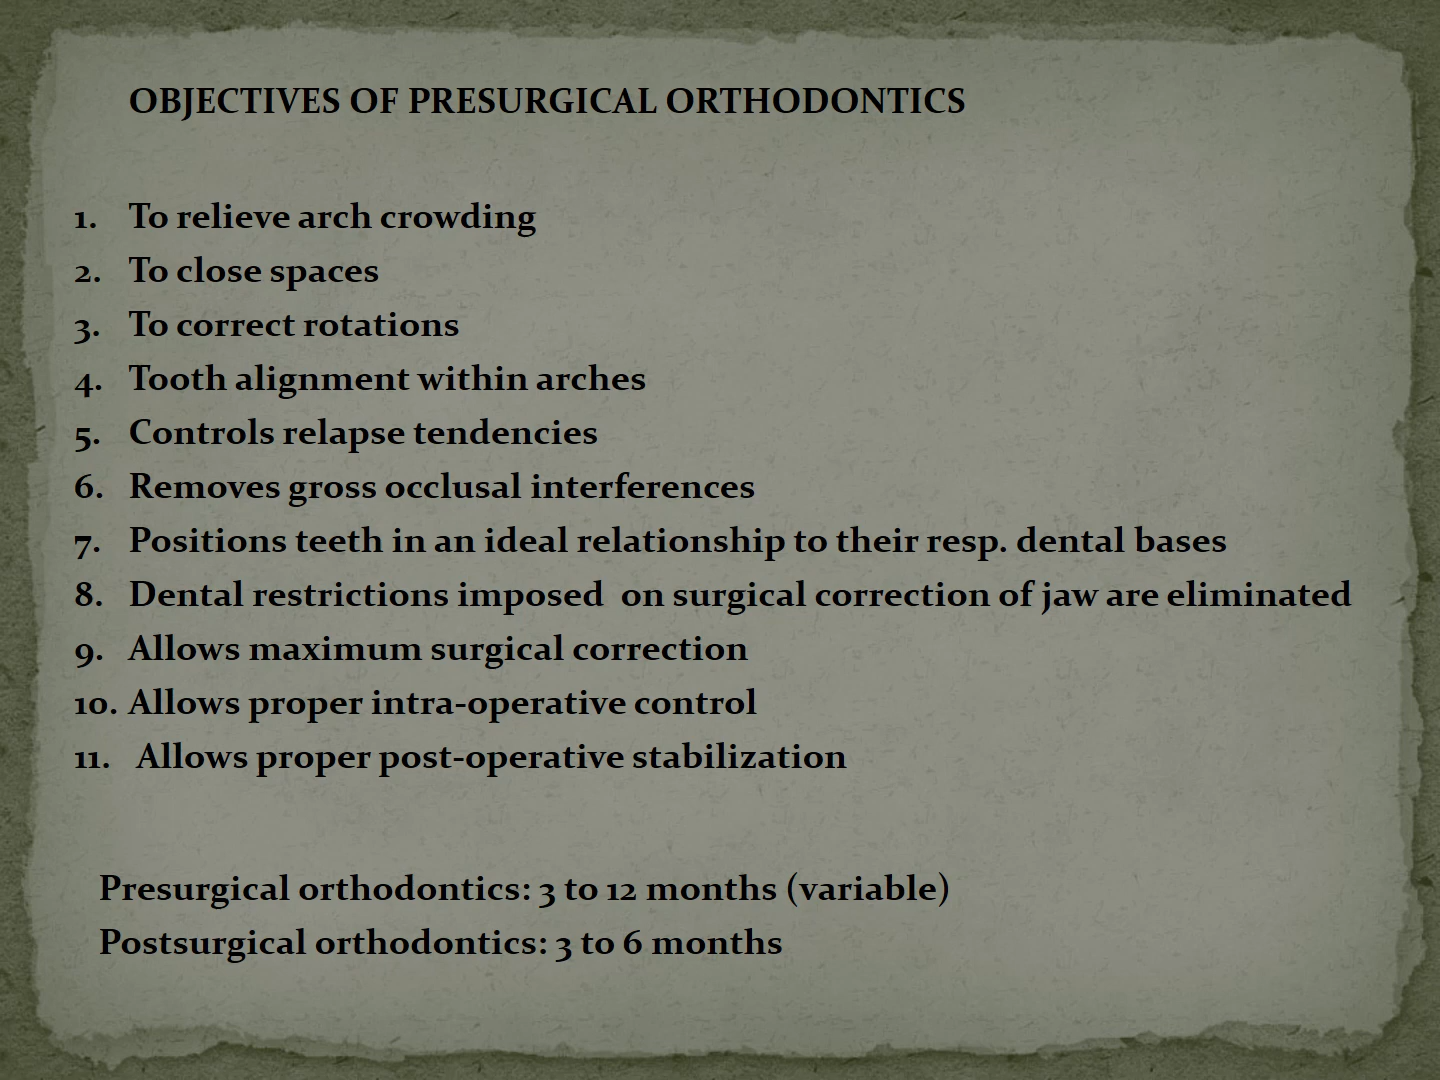 OBJECTIVES OF PRESURGICAL ORTHODONTICS
1. To relieve arch crowding
2. To close spaces
3. To correct rotations
4. Tooth alignment within arches
5. Controls relapse tendencies
6. Removes gross occlusal interferences
7. Positions teeth in an ideal relationship to their resp. dental bases
8. Dental restrictions imposed  on surgical correction of jaw are eliminated
9. Allows maximum surgical correction
10. Allows proper intra-operative control
11. Allows proper post-operative stabilization
Presurgical orthodontics: 3 to 12 months (variable)
Postsurgical orthodontics: 3 to 6 months